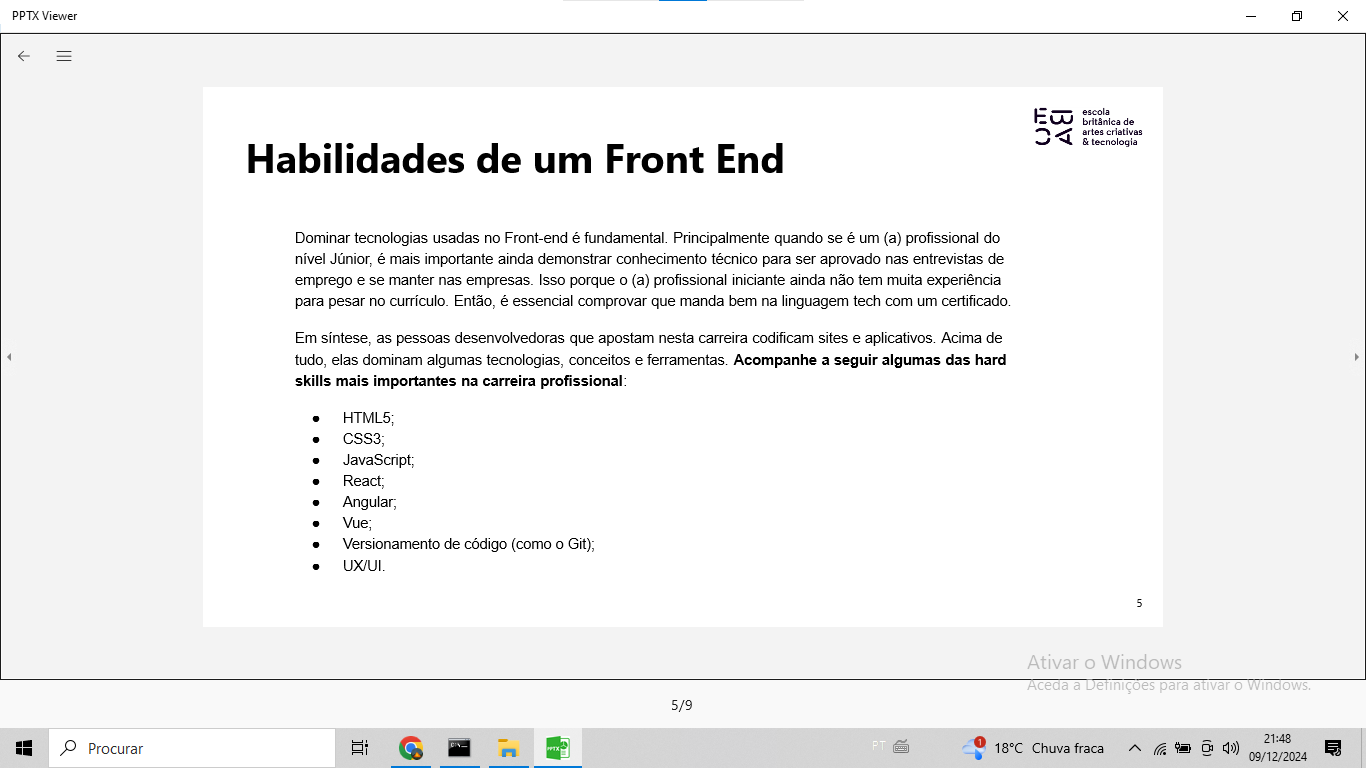 PPTX Viewer
escola
britânica de
artes criativas
& tecnologia
Habilidades de um Front End
Dominar tecnologias usadas no Front-end é fundamental. Principalmente quando se é um (a) profissional do
nível Júnior, é mais importante ainda demonstrar conhecimento técnico para ser aprovado nas entrevistas de
emprego e se manter nas empresas. Isso porque o (a) profissional iniciante ainda não tem muita experiência
para pesar no currículo. Então, é essencial comprovar que manda bem na linguagem tech com um certificado.
Em síntese, as pessoas desenvolvedoras que apostam nesta carreira codificam sites e aplicativos. Acima de
tudo, elas dominam algumas tecnologias, conceitos e ferramentas. Acompanhe a seguir algumas das hard
skills mais importantes na carreira profissional:
● HTML5;
● CSS3;
● JavaScript;
● React;
● Angular;
● Vue;
● Versionamento de código (como o Git);
● UX/UI.
5
Ativar o Windows
Aceda a Definições para ativar o Windows.
5/9
Procurar
PPTX
PT
1
18°C Chuva fraca
21:48
09/12/2024